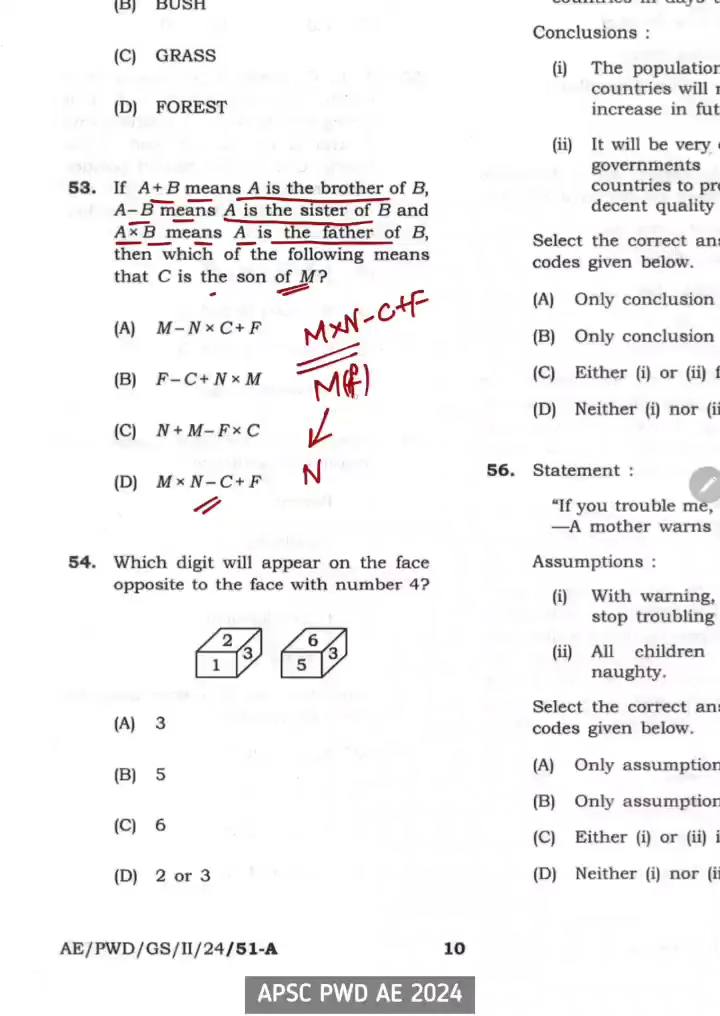 (B) BUSH
(C) GRASS
(D) FOREST
53. If A+B means A is the brother of B,
A–B means A is the sister of B and
A×B means A is the father of B,
then which of the following means
that C is the son of M?
(A) M–N×C+F
(B) F–C+N×M
(C) N+M–F×C
(D) M×N–C+F
M×N–C+F
M(f)
N
54. Which digit will appear on the face
opposite to the face with number 4?
2
1
3
6
5
3
(A) 3
(B) 5
(C) 6
(D) 2 or 3
AE/PWD/GS/II/24/51-A
10
Conclusions :
(i) The population
countries will
increase in
(ii) It will be very
governments
countries to
decent quality
Select the correct
codes given below.
(A) Only conclusion
(B) Only conclusion
(C) Either (i) or (ii)
(D) Neither (i) nor
56. Statement :
“If you trouble me,
—A mother warns
Assumptions :
(i) With warning,
stop troubling
(ii) All children
naughty.
Select the correct
codes given below.
(A) Only assumption
(B) Only assumption
(C) Either (i) or (ii)
(D) Neither (i) nor
APSC PWD AE 2024